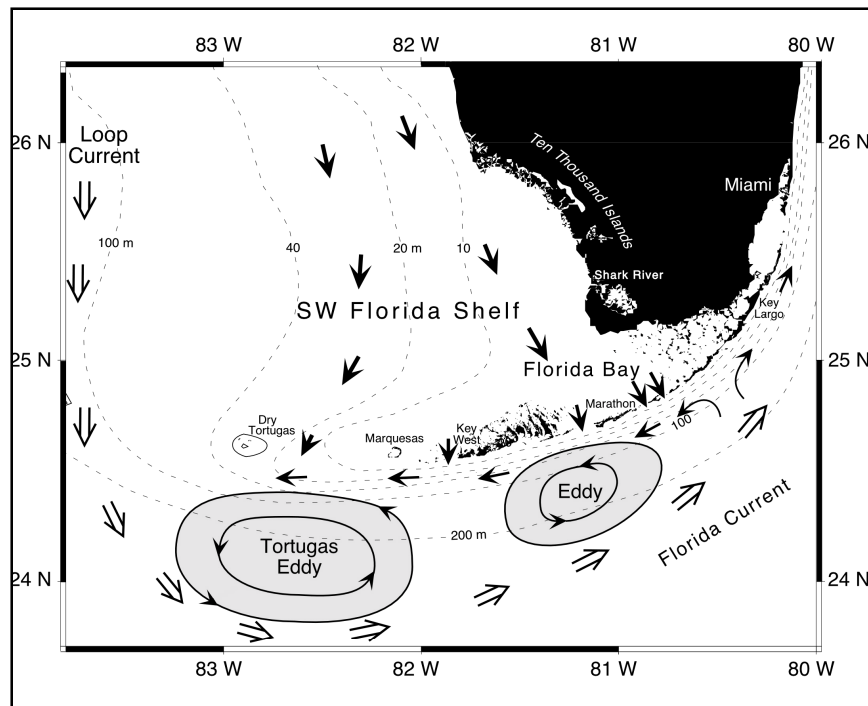 83 W
82 W
81 W
80 W
26 N
26 N
Loop
Current
Ten Thousand Islands
Miami
100 m
40
20 m
10
Shark River
SW Florida Shelf
Key
Largo
25 N
25 N
Florida Bay
Dry
Tortugas
Marquesas
Key
West
Marathon
100
Eddy
200 m
Florida Current
Tortugas
Eddy
24 N
24 N
83 W
82 W
81 W
80 W